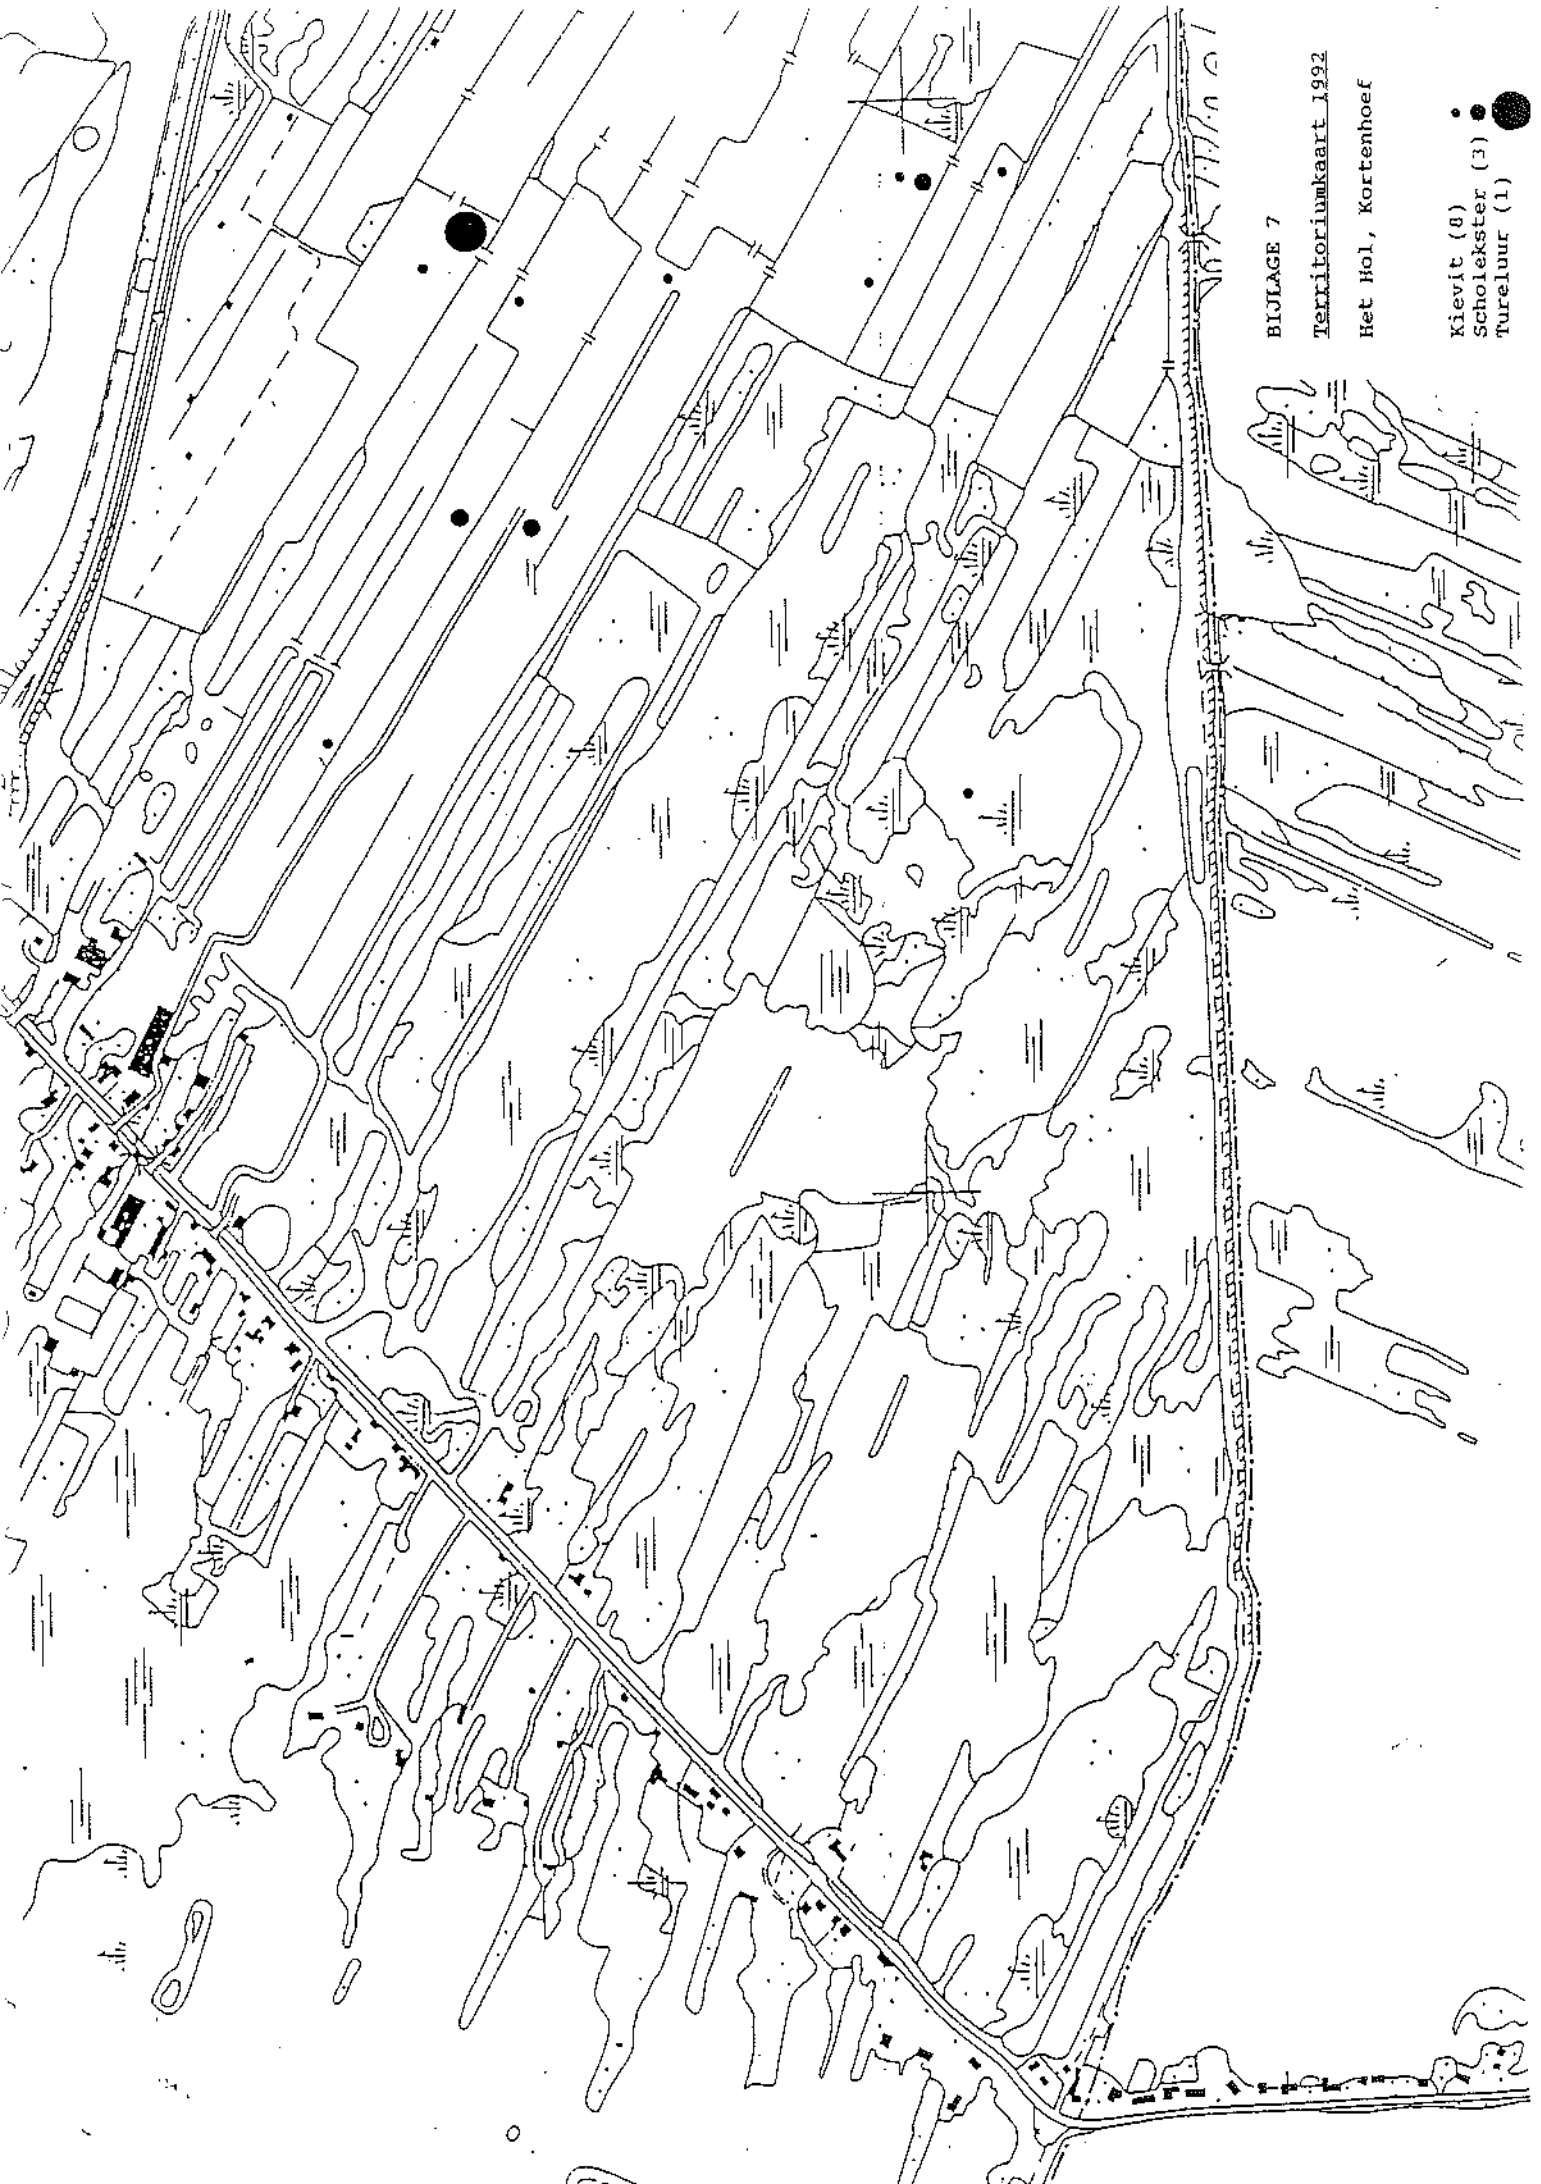 BIJLAGE 7
Territoriumkaart 1992
Het Hol, Kortenhoef
Kievit (8)
Scholekster (3)
Tureluur (1)